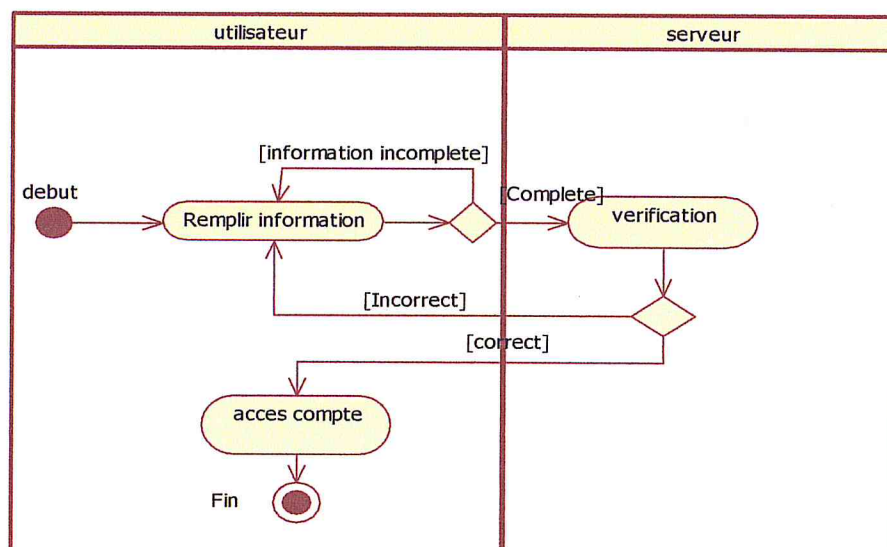 utilisateur
serveur
[information incomplete]
debut
[Complete]
Remplir information
verification
[Incorrect]
[correct]
acces compte
Fin